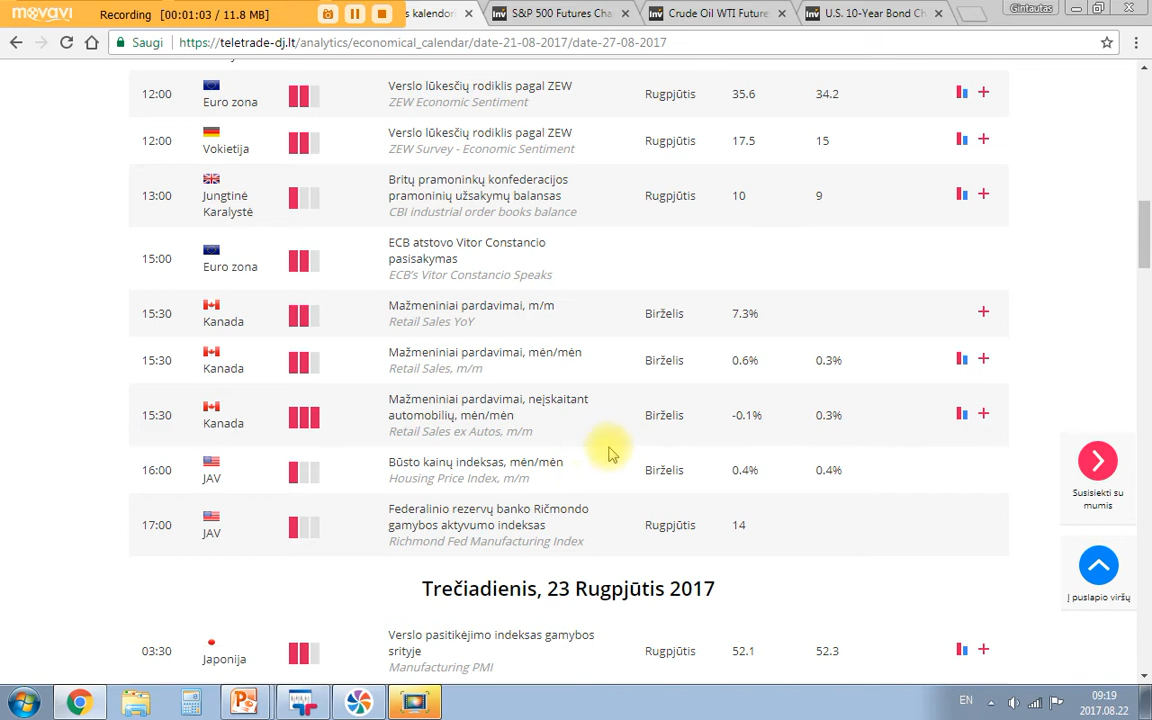 movavi
Recording [00:01:03 / 11.8 MB]
s kalendori
S&P 500 Futures Cha
Crude Oil WTI Future
U.S. 10-Year Bond Ch
Gintautas
Saugi
https://teletrade-dj.lt/analytics/economical_calendar/date-21-08-2017/date-27-08-2017
12:00 Euro zona
Verslo lūkesčių rodiklis pagal ZEW
ZEW Economic Sentiment
Rugpjūtis 35.6 34.2
12:00 Vokietija
Verslo lūkesčių rodiklis pagal ZEW
ZEW Survey - Economic Sentiment
Rugpjūtis 17.5 15
13:00 Jungtinė
Karalystė
Britų pramoninkų konfederacijos
pramoninių užsakymų balansas
CBI industrial order books balance
Rugpjūtis 10 9
15:00 Euro zona
ECB atstovo Vitor Constancio
pasisakymas
ECB's Vitor Constancio Speaks
15:30 Kanada
Mažmeniniai pardavimai, m/m
Retail Sales YoY
Birželis 7.3%
15:30 Kanada
Mažmeniniai pardavimai, mėn/mėn
Retail Sales, m/m
Birželis 0.6% 0.3%
15:30 Kanada
Mažmeniniai pardavimai, neįskaitant
automobilių, mėn/mėn
Retail Sales ex Autos, m/m
Birželis -0.1% 0.3%
16:00 JAV
Būsto kainų indeksas, mėn/mėn
Housing Price Index, m/m
Birželis 0.4% 0.4%
17:00 JAV
Federalinio rezervų banko Ričmondo
gamybos aktyvumo indeksas
Richmond Fed Manufacturing Index
Rugpjūtis 14
Trečiadienis, 23 Rugpjūtis 2017
03:30 Japonija
Verslo pasitikėjimo indeksas gamybos
srityje
Manufacturing PMI
Rugpjūtis 52.1 52.3
Susisiekti su
mumis
Į puslapio viršų
EN
09:19
2017.08.22